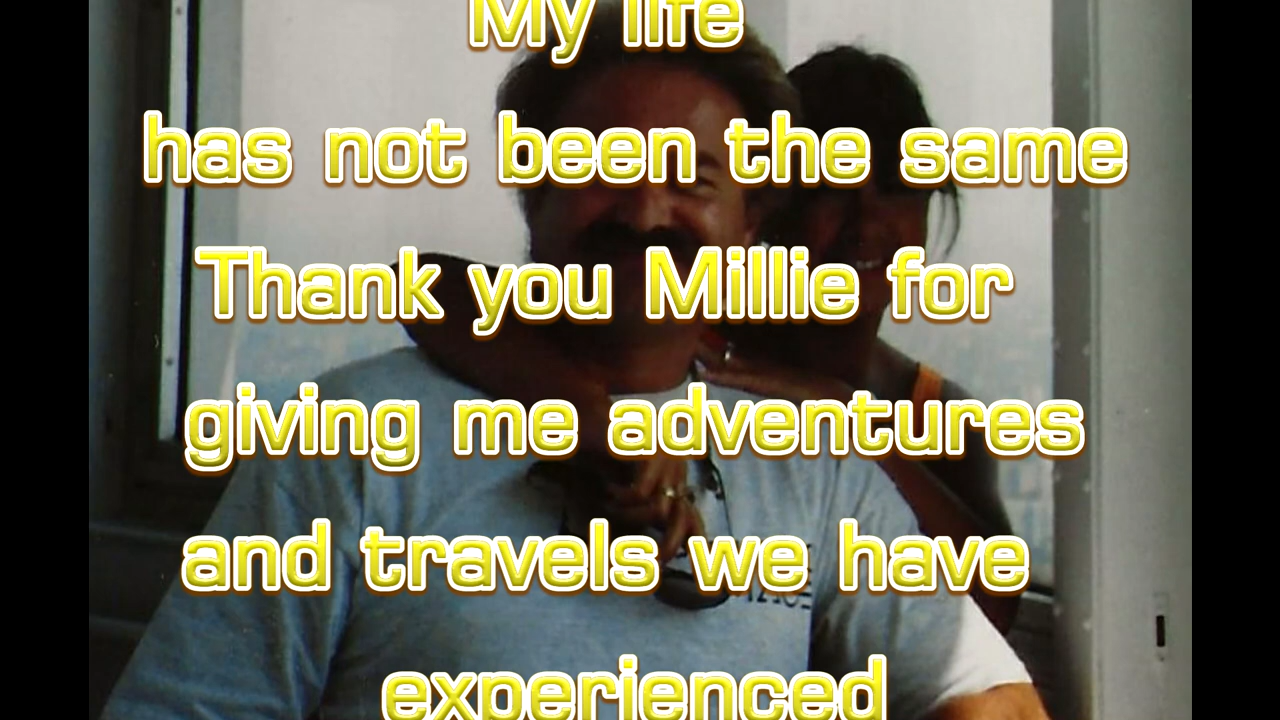 My life
has not been the same
Thank you Millie for
giving me adventures
and travels we have
experienced